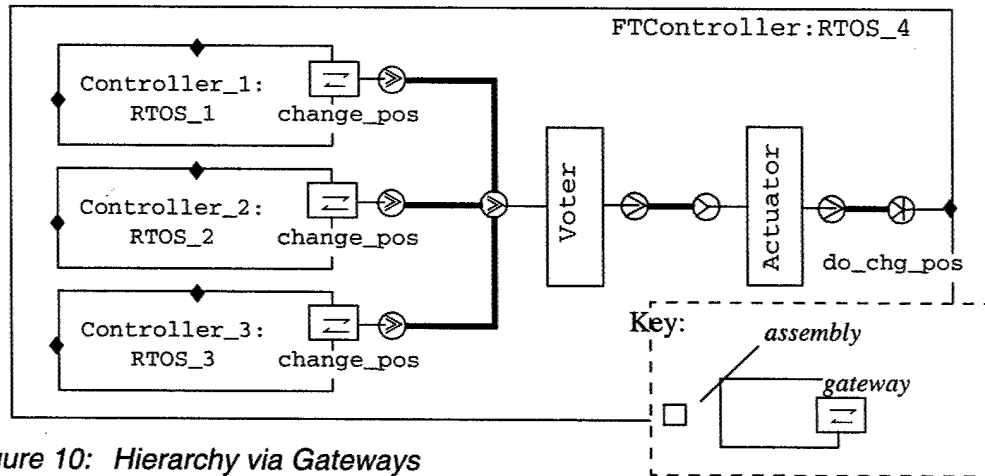 FTController:RTOS_4
Controller_1:
RTOS_1
change_pos
Controller_2:
RTOS_2
change_pos
Controller_3:
RTOS_3
change_pos
Voter
Actuator
do_chg_pos
Key:
assembly
gateway
ure 10: Hierarchy via Gateways